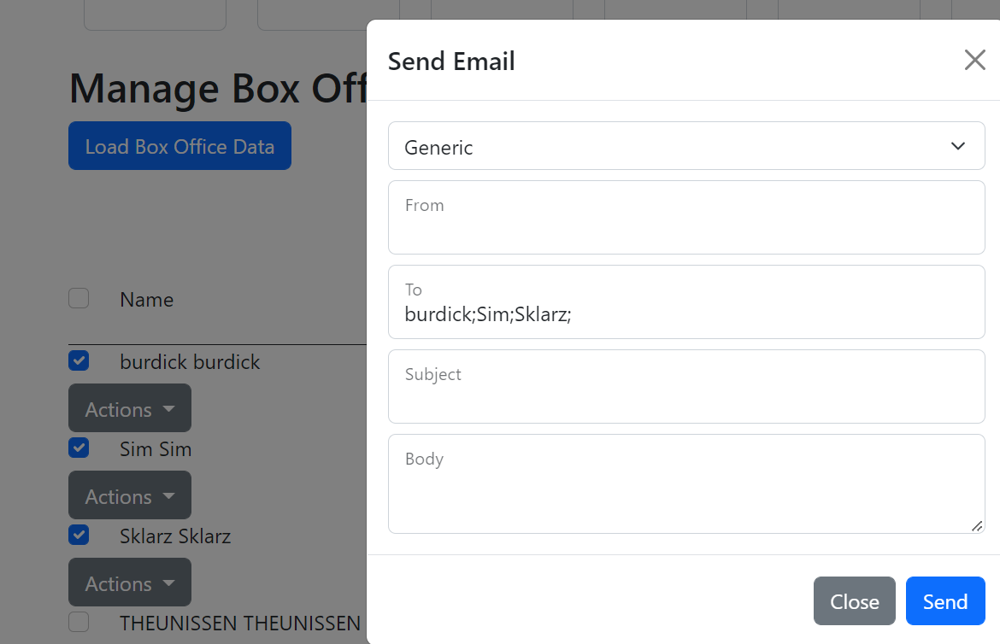 Manage Box Off
Load Box Office Data
Name
burdick burdick
Actions
Sim Sim
Actions
Sklarz Sklarz
Actions
THEUNISSEN THEUNISSEN
Send Email
Generic
From
To
burdick;Sim;Sklarz;
Subject
Body
Close
Send